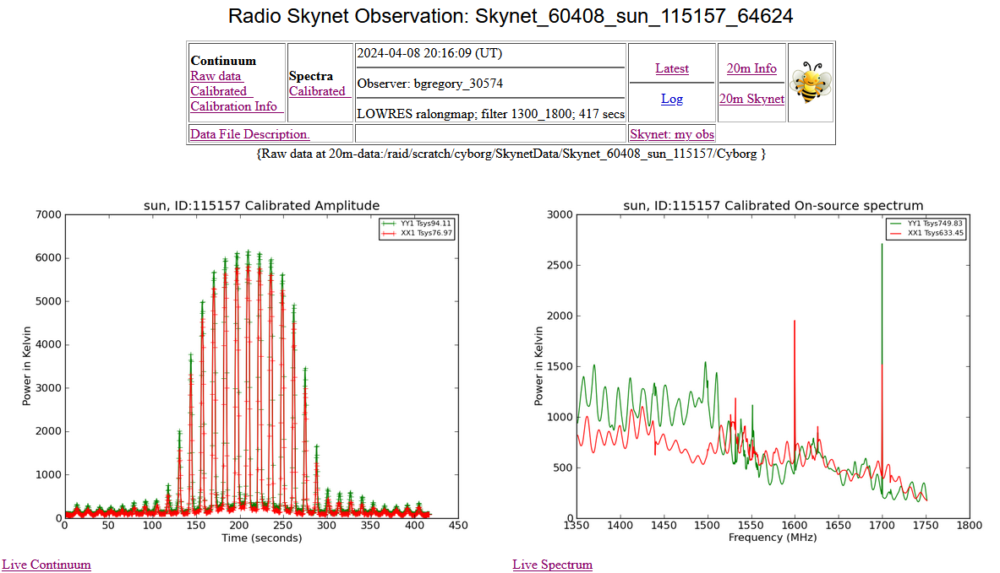 Radio Skynet Observation: Skynet_60408_sun_115157_64624
Continuum
Raw data
Calibrated
Calibration Info
Spectra
Calibrated
2024-04-08 20:16:09 (UT)
Observer: bgregory_30574
LOWRES ralongmap; filter 1300_1800; 417 secs
Latest
Log
20m Info
20m Skynet
Data File Description.
Skynet: my obs
{Raw data at 20m-data:/raid/scratch/cyborg/SkynetData/Skynet_60408_sun_115157/Cyborg }
sun, ID:115157 Calibrated Amplitude
YY1 Tsys94.11
XX1 Tsys76.97
Power in Kelvin
7000
6000
5000
4000
3000
2000
1000
0
0 50 100 150 200 250 300 350 400 450
Time (seconds)
Live Continuum
sun, ID:115157 Calibrated On-source spectrum
YY1 Tsys749.83
XX1 Tsys633.45
Power in Kelvin
3000
2500
2000
1500
1000
500
0
1350 1400 1450 1500 1550 1600 1650 1700 1750 1800
Frequency (MHz)
Live Spectrum